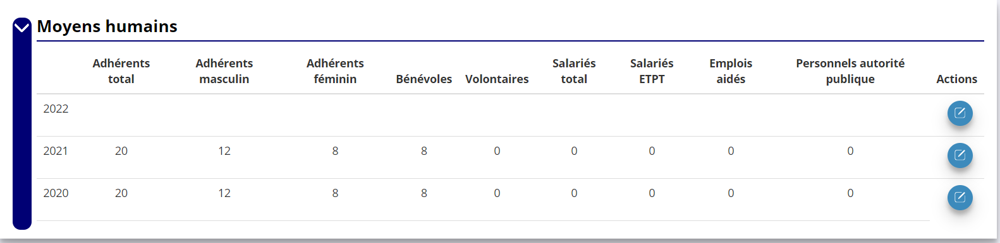 Moyens humains
Adhérents total Adhérents masculin Adhérents féminin Bénévoles Volontaires Salariés total Salariés ETPT Emplois aidés Personnels autorité publique Actions
2022
2021 20 12 8 8 0 0 0 0 0
2020 20 12 8 8 0 0 0 0 0